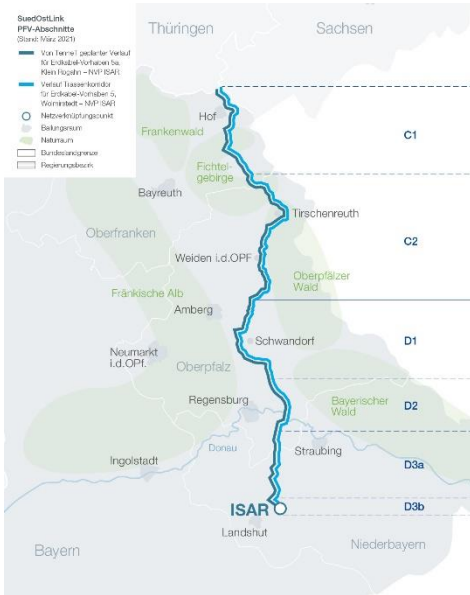 SuedOstLink
PFV-Abschnitte
(Stand: März 2021)
Von TenneT geplanter Verlauf
für Erdkabel-Vorhaben 5a,
Klein Rogahn – NVP ISAR
Verlauf Trassenkorridor
für Erdkabel-Vorhaben 5,
Wolmirstedt – NVP ISAR
Netzverknüpfungspunkt
Ballungsraum
Naturraum
Bundeslandgrenze
Regierungsbezirk
Thüringen
Sachsen
Hof
Frankenwald
C1
Fichtel-
gebirge
Bayreuth
Tirschenreuth
Oberfranken
C2
Weiden i.d.OPF
Oberpfälzer
Wald
Fränkische Alb
Amberg
Schwandorf
D1
Neumarkt
i.d.OPf.
Oberpfalz
Regensburg
Bayerischer
Wald
D2
Donau
Straubing
Ingolstadt
D3a
ISAR
D3b
Landshut
Bayern
Niederbayern